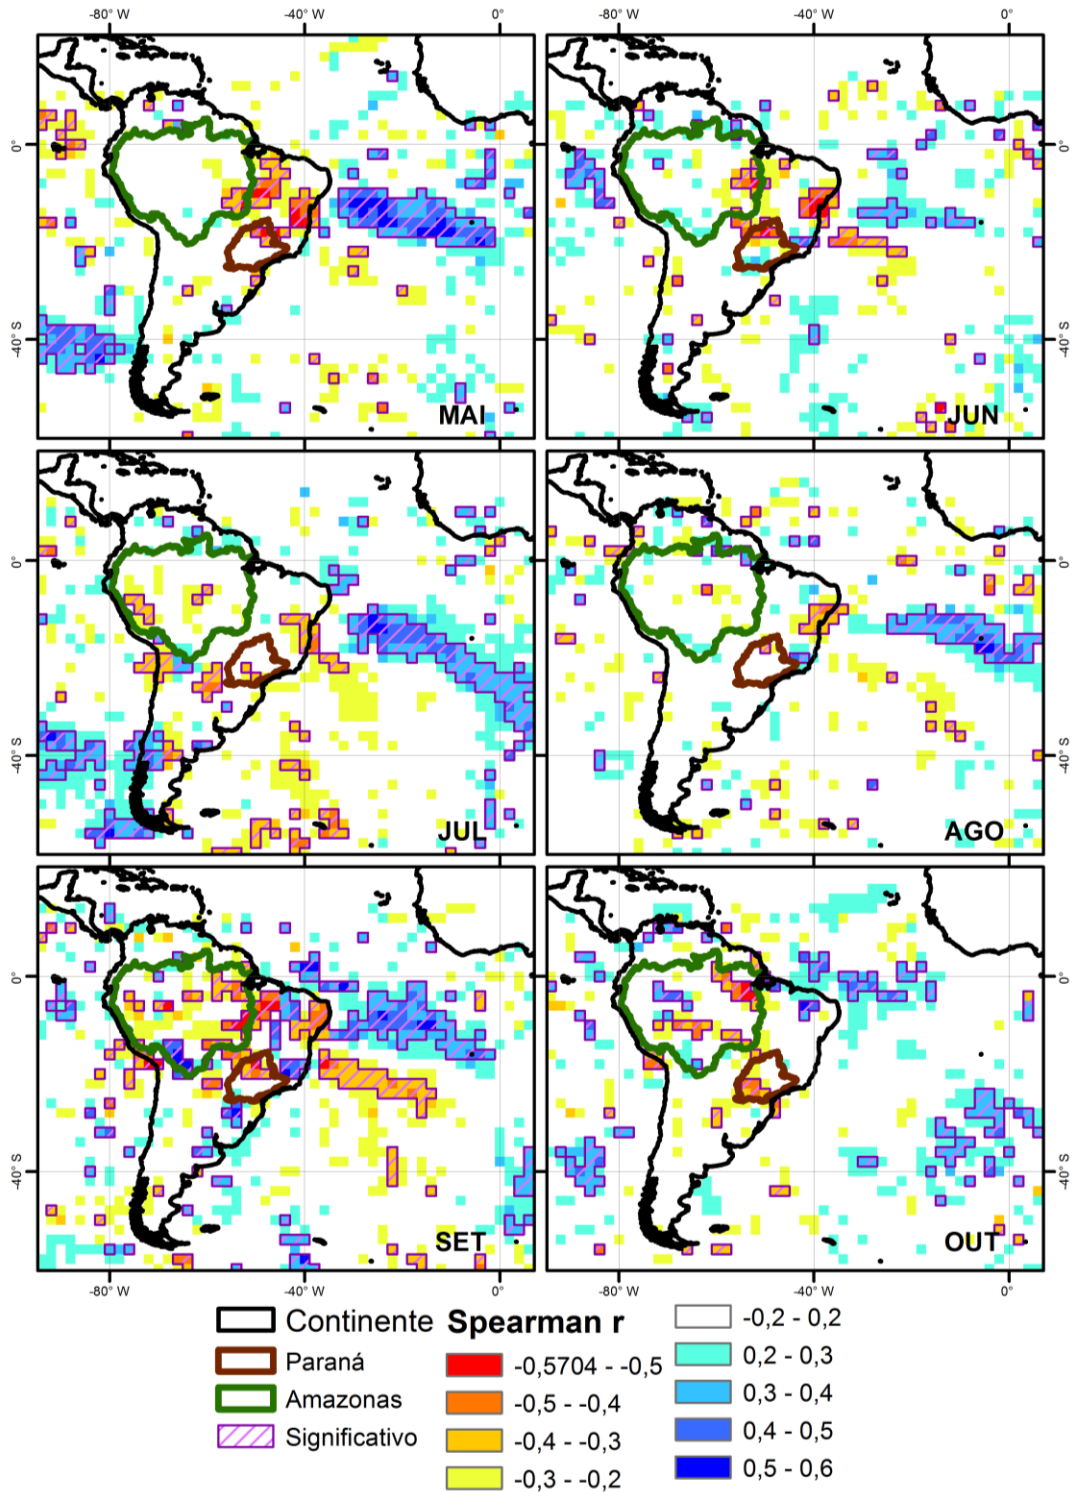 -80° W -40° W 0° -80° W -40° W 0°
0° 0°
-40° S -40° S
MAI JUN
0° 0°
-40° S -40° S
JUL AGO
0° 0°
-40° S -40° S
SET OUT
-80° W -40° W 0° -80° W -40° W 0°
Continente
Paraná
Amazonas
Significativo
Spearman r
-0,5704 - -0,5
-0,5 - -0,4
-0,4 - -0,3
-0,3 - -0,2
-0,2 - 0,2
0,2 - 0,3
0,3 - 0,4
0,4 - 0,5
0,5 - 0,6